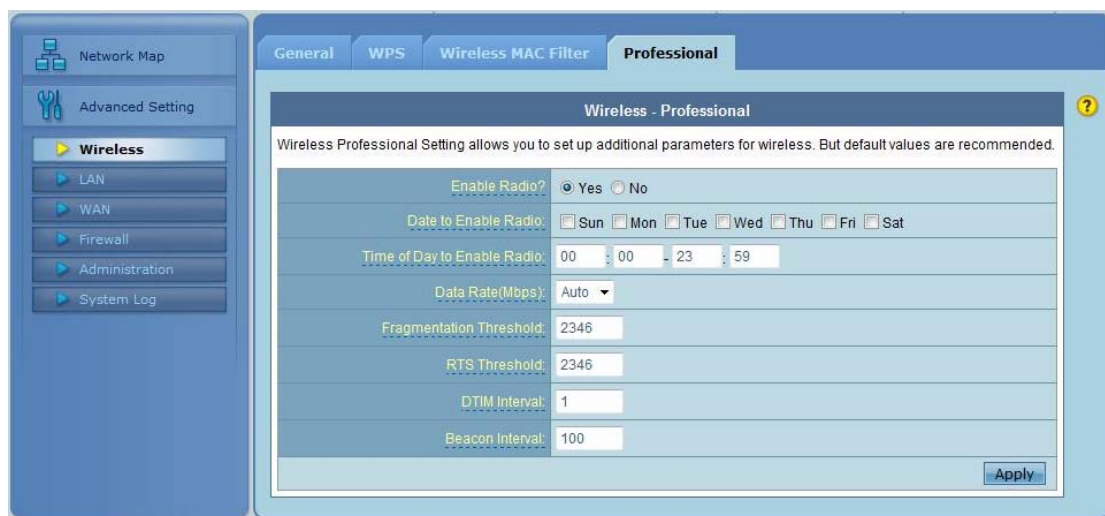 Network Map
Advanced Setting
Wireless
LAN
WAN
Firewall
Administration
System Log
General WPS Wireless MAC Filter Professional
Wireless - Professional
?
Wireless Professional Setting allows you to set up additional parameters for wireless. But default values are recommended.
Enable Radio? Yes No
Date to Enable Radio: Sun Mon Tue Wed Thu Fri Sat
Time of Day to Enable Radio: 00 : 00 - 23 : 59
Data Rate(Mbps): Auto
Fragmentation Threshold: 2346
RTS Threshold: 2346
DTIM Interval: 1
Beacon Interval: 100
Apply